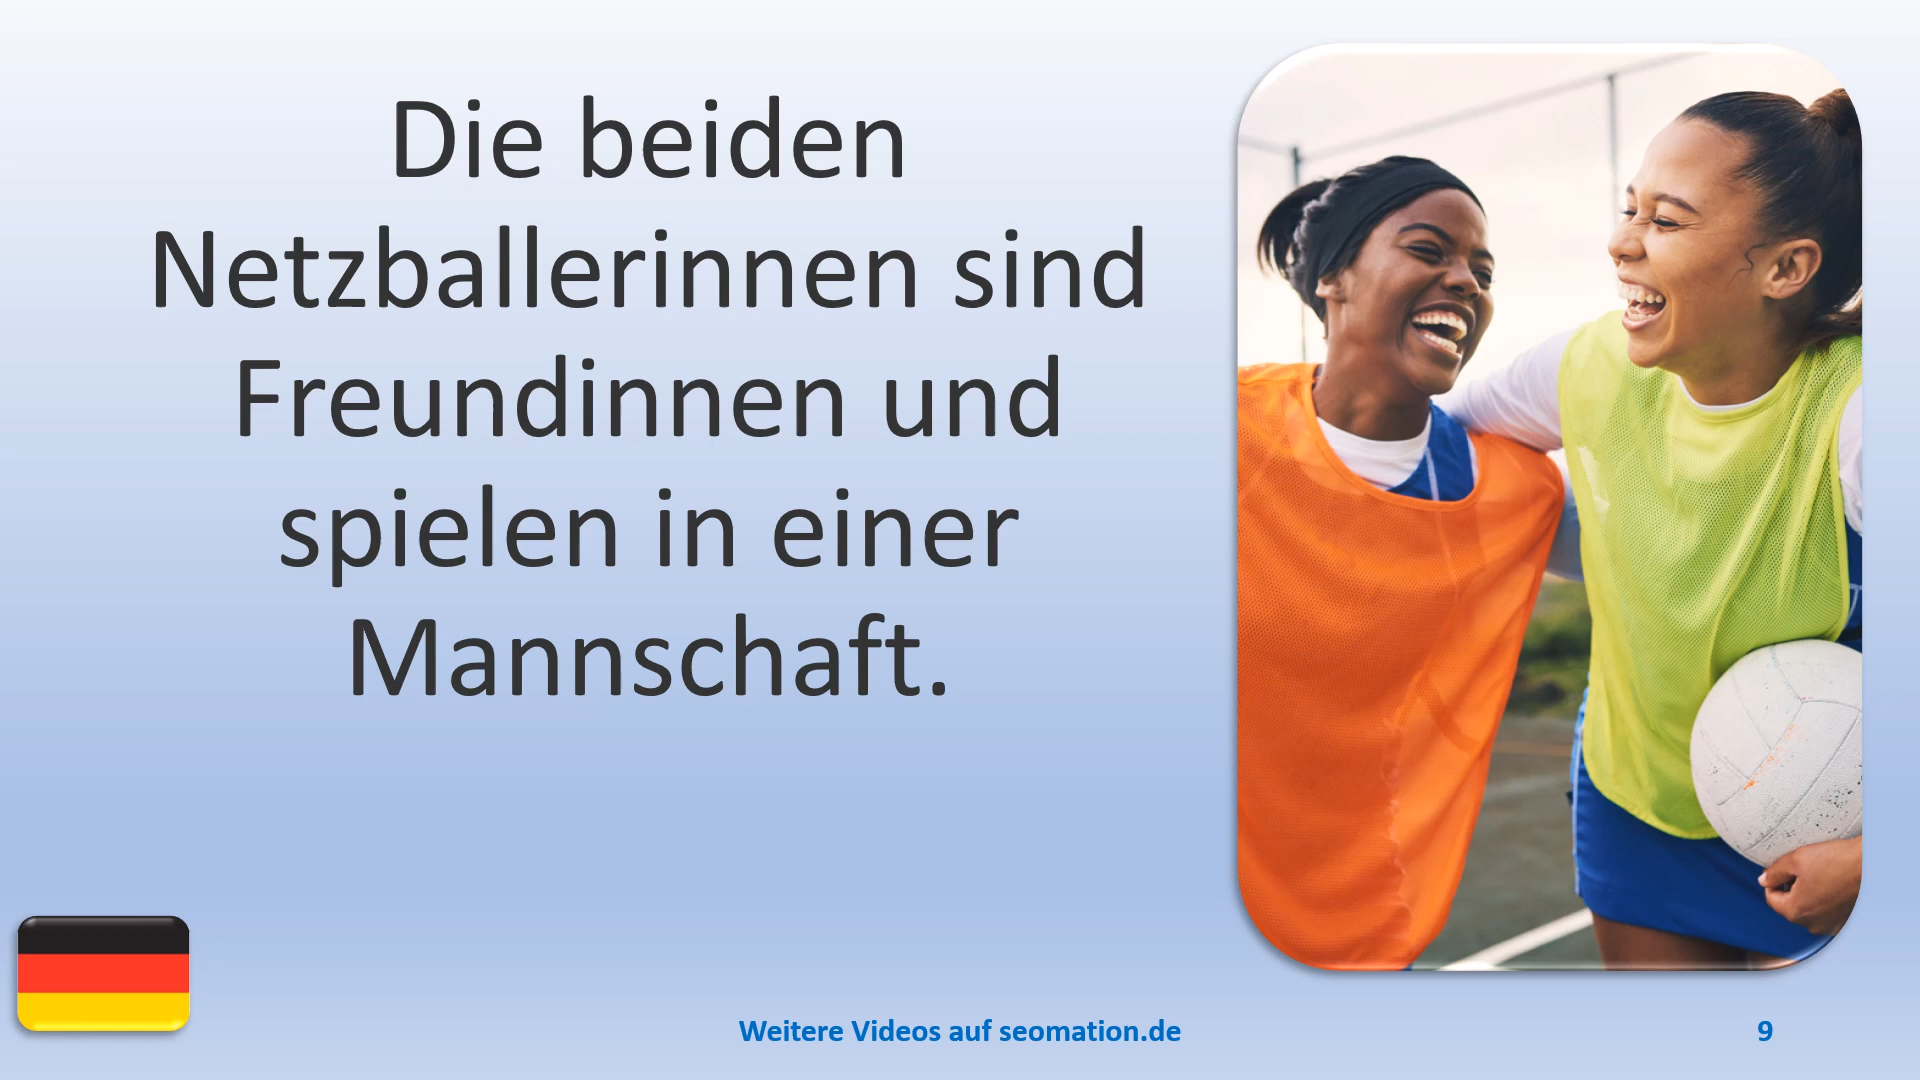 Die beiden
Netzballerinnen sind
Freundinnen und
spielen in einer
Mannschaft.
Weitere Videos auf seomation.de
9